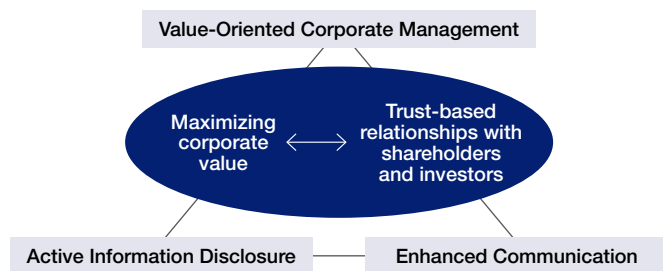 Value-Oriented Corporate Management
Maximizing
corporate
value
Trust-based
relationships with
shareholders
and investors
Active Information Disclosure
Enhanced Communication